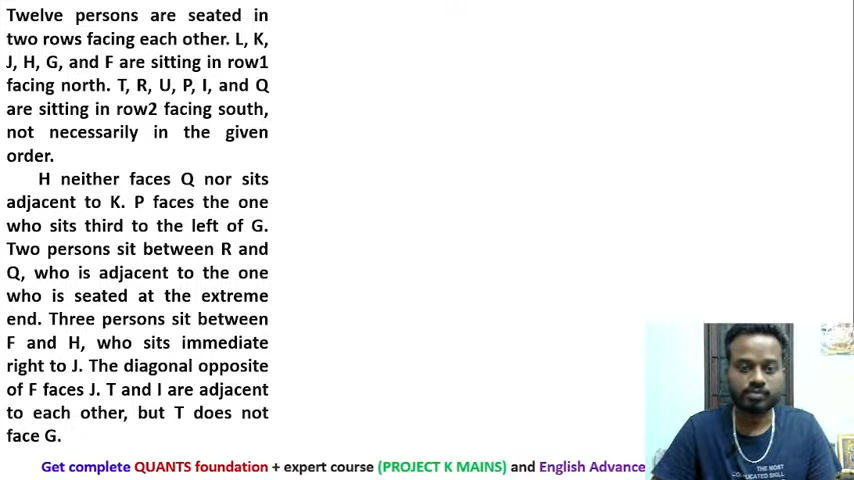 Twelve persons are seated in
two rows facing each other. L, K,
J, H, G, and F are sitting in row1
facing north. T, R, U, P, I, and Q
are sitting in row2 facing south,
not necessarily in the given
order.
H neither faces Q nor sits
adjacent to K. P faces the one
who sits third to the left of G.
Two persons sit between R and
Q, who is adjacent to the one
who is seated at the extreme
end. Three persons sit between
F and H, who sits immediate
right to J. The diagonal opposite
of F faces J. T and I are adjacent
to each other, but T does not
face G.
Get complete QUANTS foundation + expert course (PROJECT K MAINS) and English Advance
THE MOST